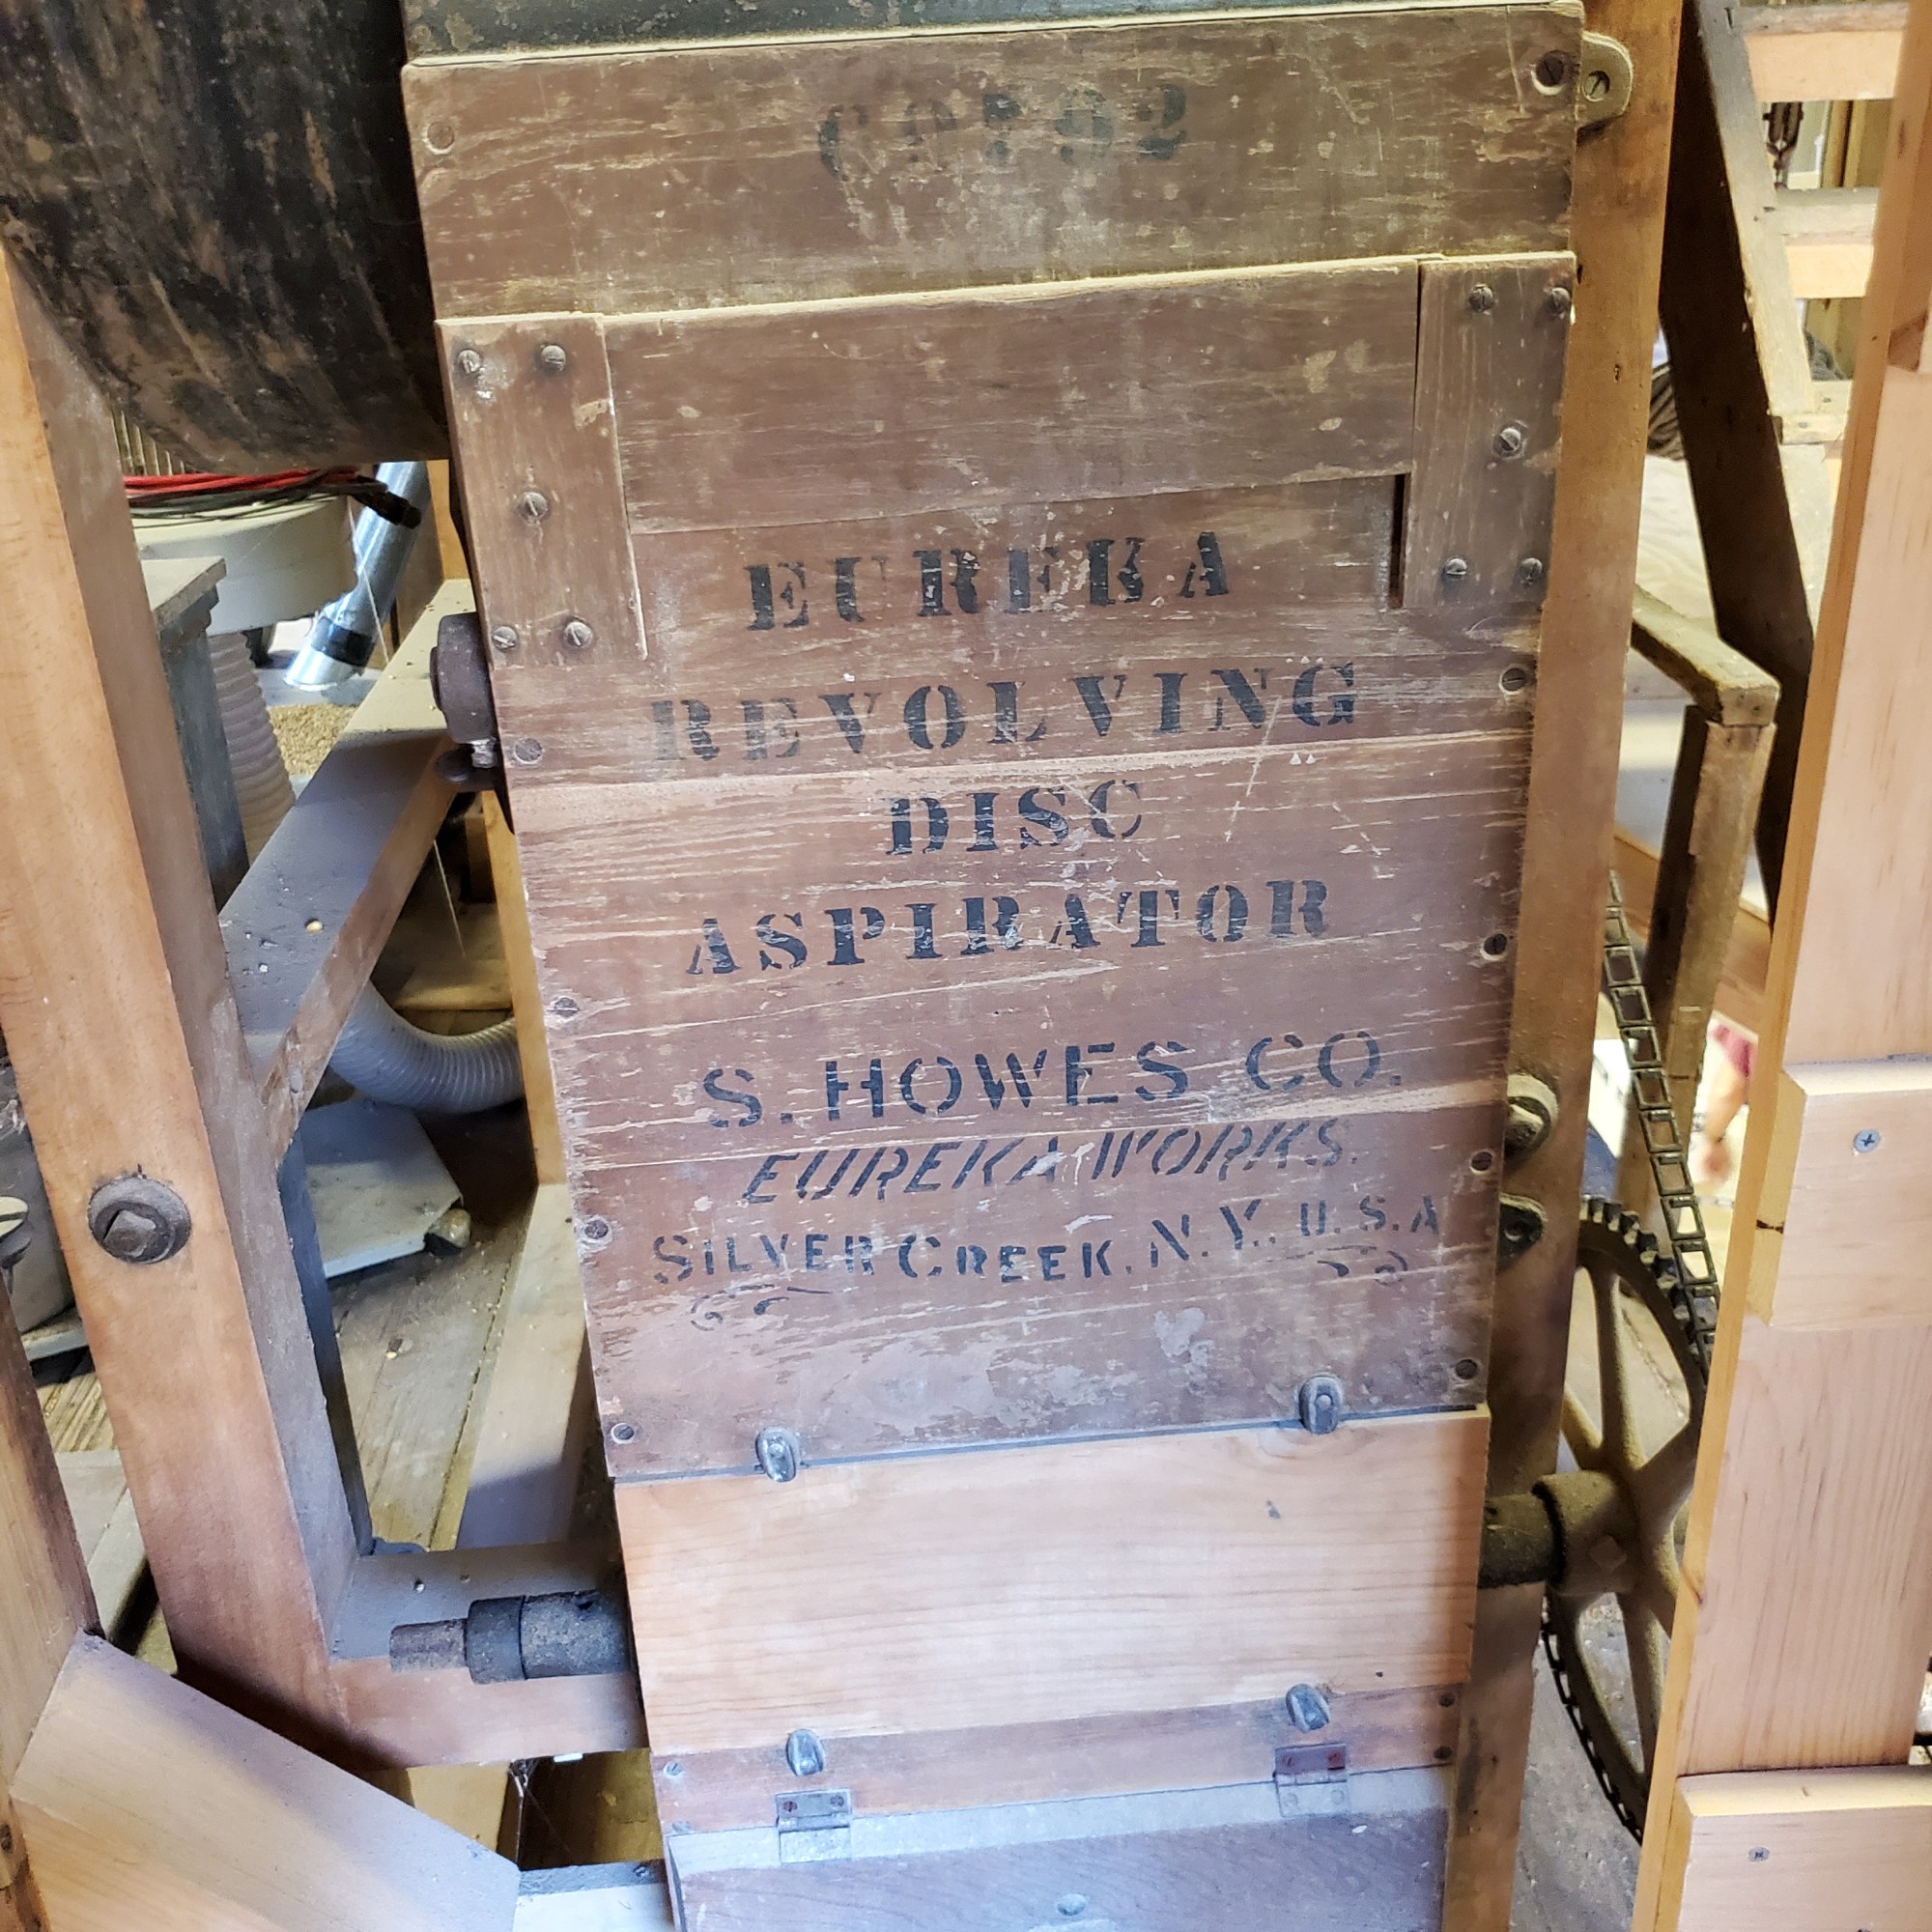 EUREKA
REVOLVING
DISC
ASPIRATOR
S. HOWES CO.
EUREKA WORKS.
SILVER CREEK, N.Y., U.S.A